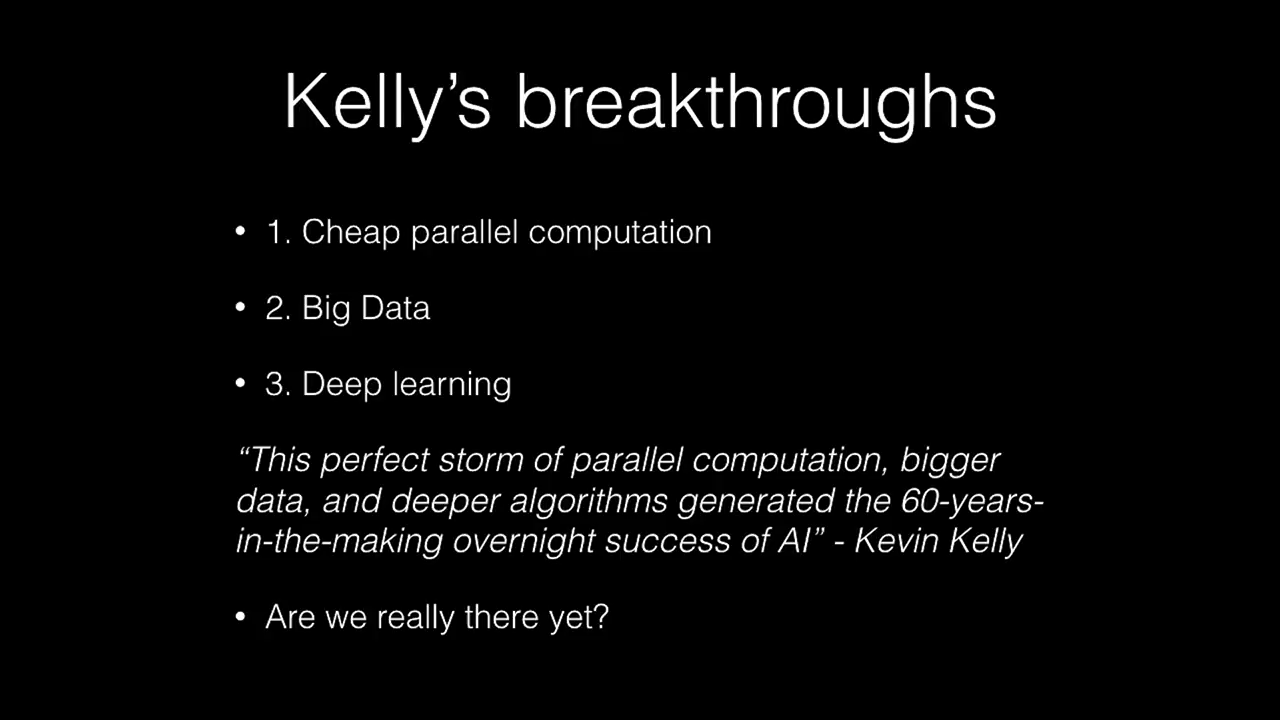 Kelly’s breakthroughs
• 1. Cheap parallel computation
• 2. Big Data
• 3. Deep learning
“This perfect storm of parallel computation, bigger
data, and deeper algorithms generated the 60-years-
in-the-making overnight success of AI” - Kevin Kelly
• Are we really there yet?